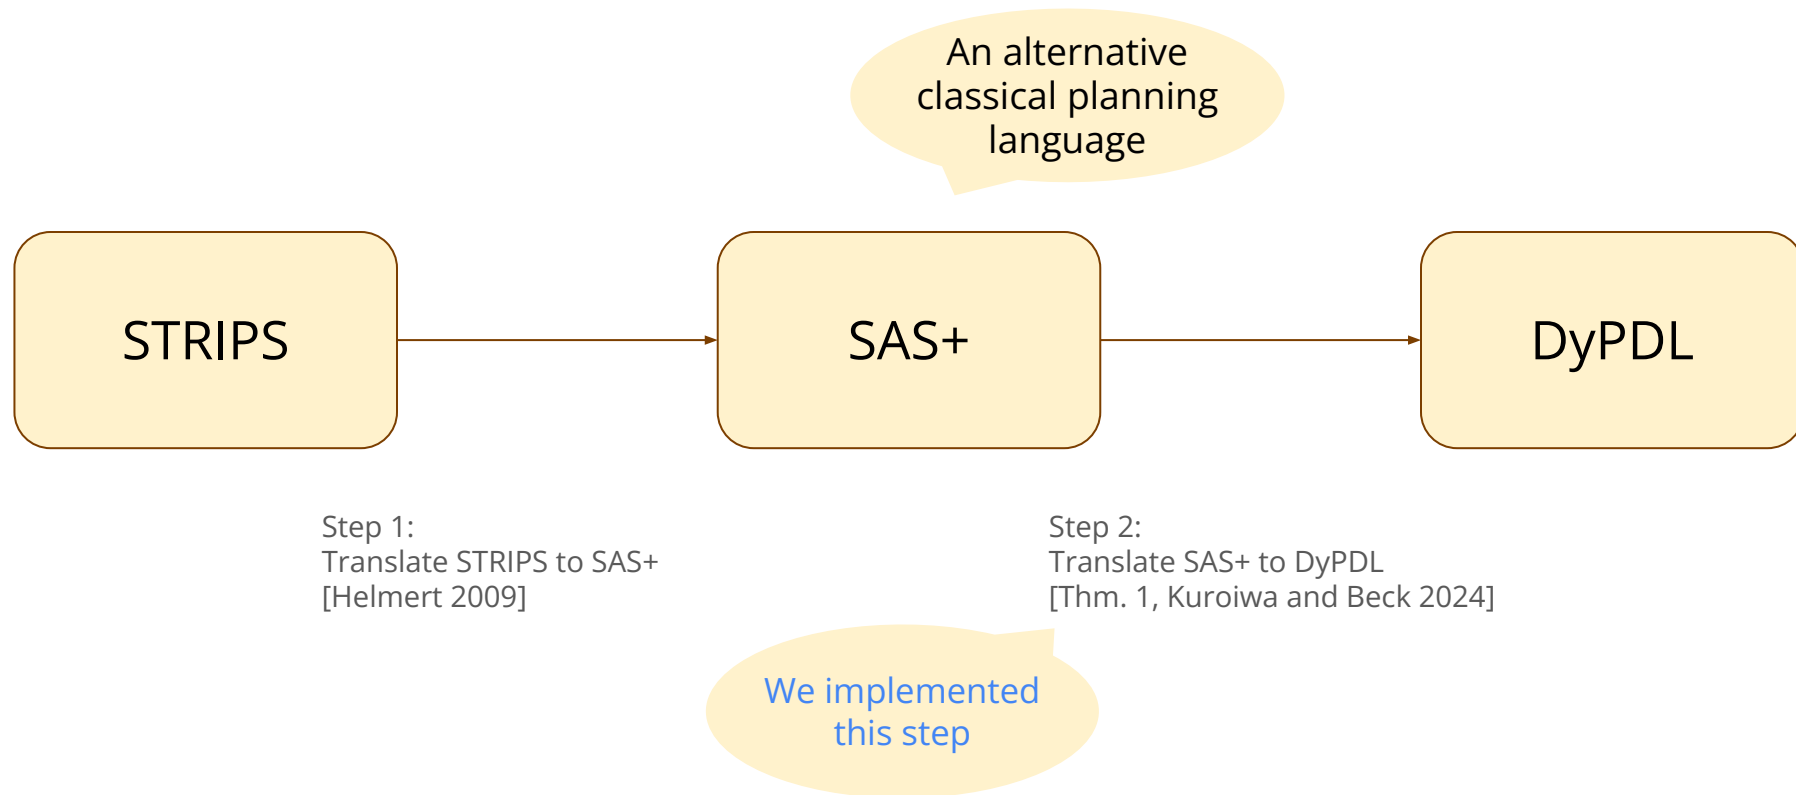 An alternative
classical planning
language
STRIPS
SAS+
DyPDL
Step 1:
Translate STRIPS to SAS+
[Helmert 2009]
Step 2:
Translate SAS+ to DyPDL
[Thm. 1, Kuroiwa and Beck 2024]
We implemented
this step